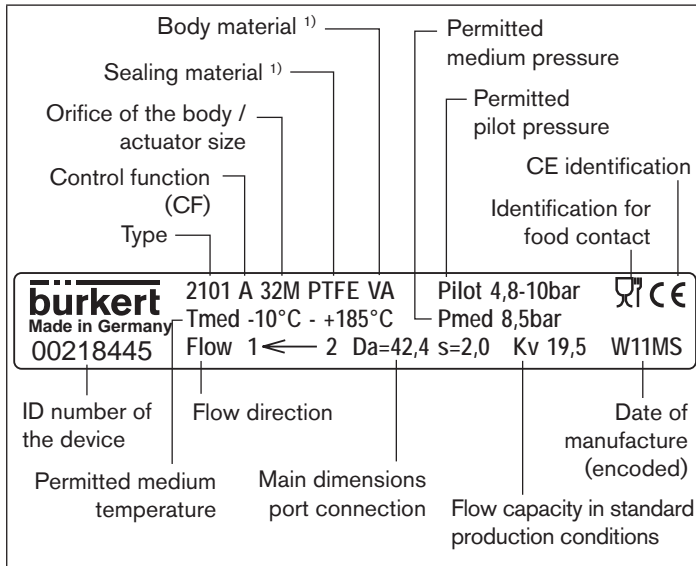 Body material 1)
Sealing material 1)
Orifice of the body /
actuator size
Control function
(CF)
Type
Permitted
medium pressure
Permitted
pilot pressure
CE identification
Identification for
food contact
bürkert
Made in Germany
00218445
2101 A 32M PTFE VA
Pilot 4,8-10bar
CE
Tmed -10°C - +185°C
Pmed 8,5bar
Flow 1 ← 2 Da=42,4 s=2,0 Kv 19,5 W11MS
ID number of
the device
Flow direction
Permitted medium
temperature
Main dimensions
port connection
Date of
manufacture
(encoded)
Flow capacity in standard
production conditions